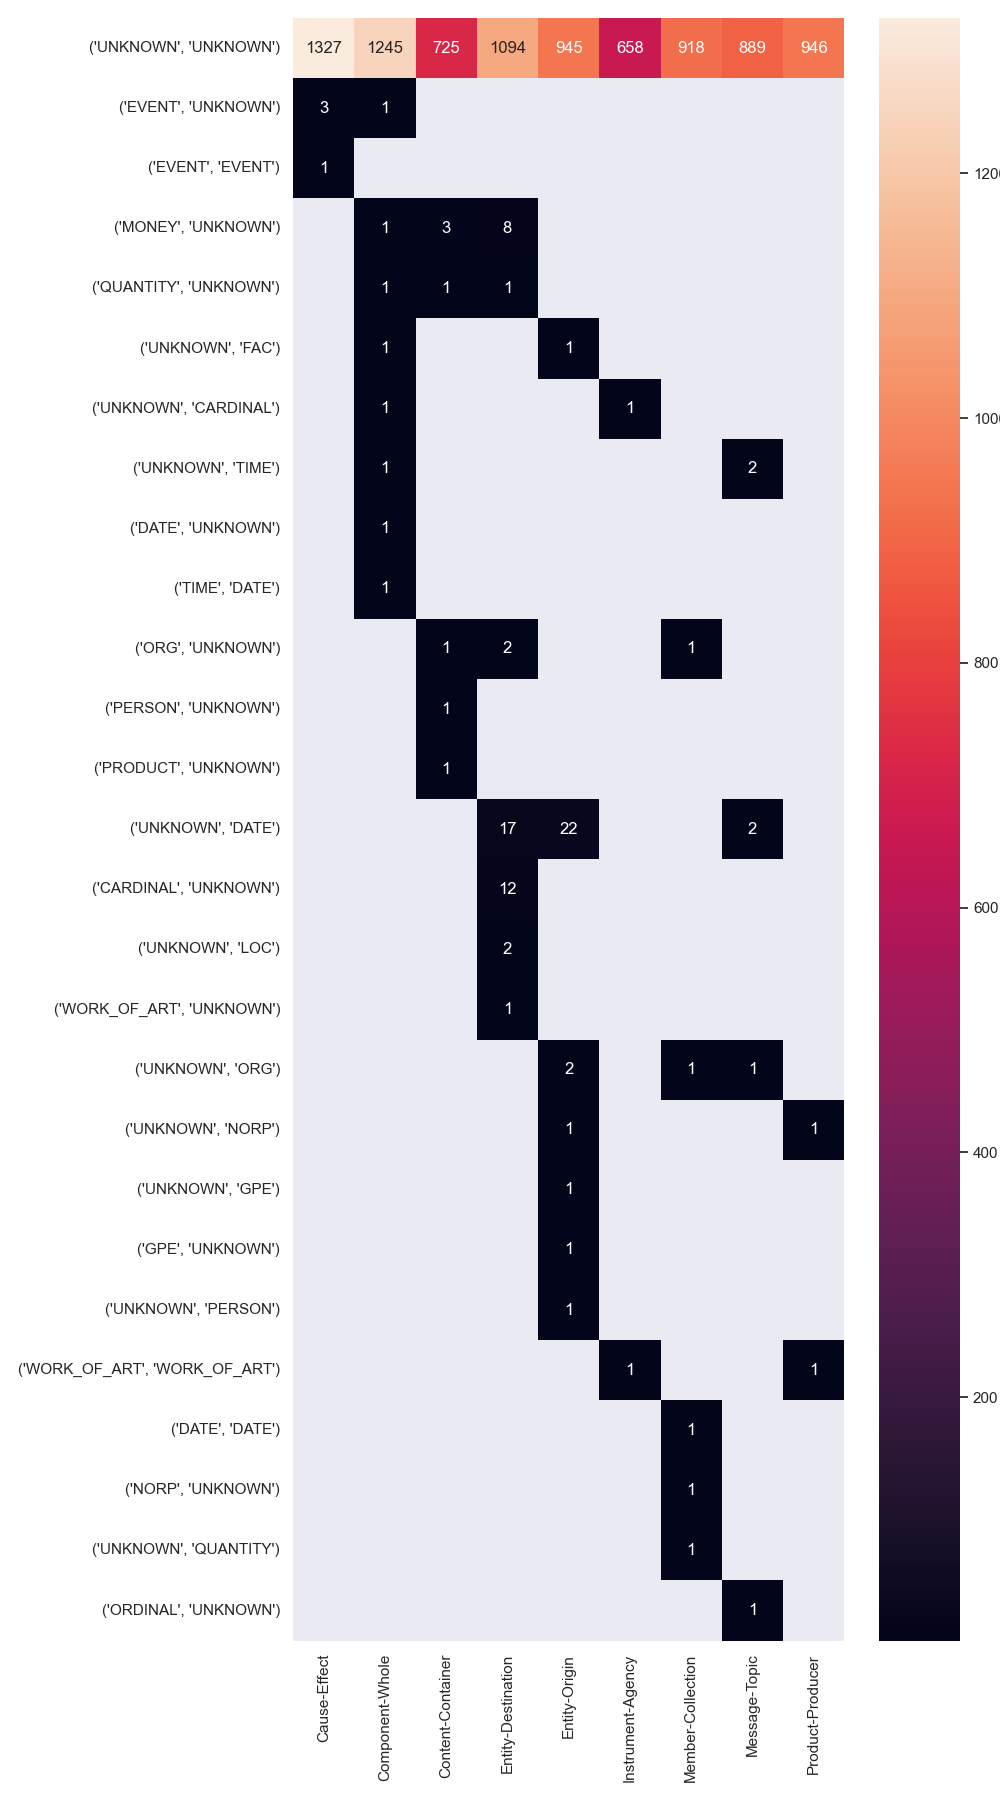 ('UNKNOWN', 'UNKNOWN') 1327 1245 725 1094 945 658 918 889 946
('EVENT', 'UNKNOWN') 3 1
('EVENT', 'EVENT') 1
('MONEY', 'UNKNOWN') 1 3 8
('QUANTITY', 'UNKNOWN') 1 1 1
('UNKNOWN', 'FAC') 1 1
('UNKNOWN', 'CARDINAL') 1 1
('UNKNOWN', 'TIME') 1 2
('DATE', 'UNKNOWN') 1
('TIME', 'DATE') 1
('ORG', 'UNKNOWN') 1 2 1
('PERSON', 'UNKNOWN') 1
('PRODUCT', 'UNKNOWN') 1
('UNKNOWN', 'DATE') 17 22 2
('CARDINAL', 'UNKNOWN') 12
('UNKNOWN', 'LOC') 2
('WORK_OF_ART', 'UNKNOWN') 1
('UNKNOWN', 'ORG') 2 1 1
('UNKNOWN', 'NORP') 1 1
('UNKNOWN', 'GPE') 1
('GPE', 'UNKNOWN') 1
('UNKNOWN', 'PERSON') 1
('WORK_OF_ART', 'WORK_OF_ART') 1 1
('DATE', 'DATE') 1
('NORP', 'UNKNOWN') 1
('UNKNOWN', 'QUANTITY') 1
('ORDINAL', 'UNKNOWN') 1
Cause-Effect
Component-Whole
Content-Container
Entity-Destination
Entity-Origin
Instrument-Agency
Member-Collection
Message-Topic
Product-Producer
800
600
400
200